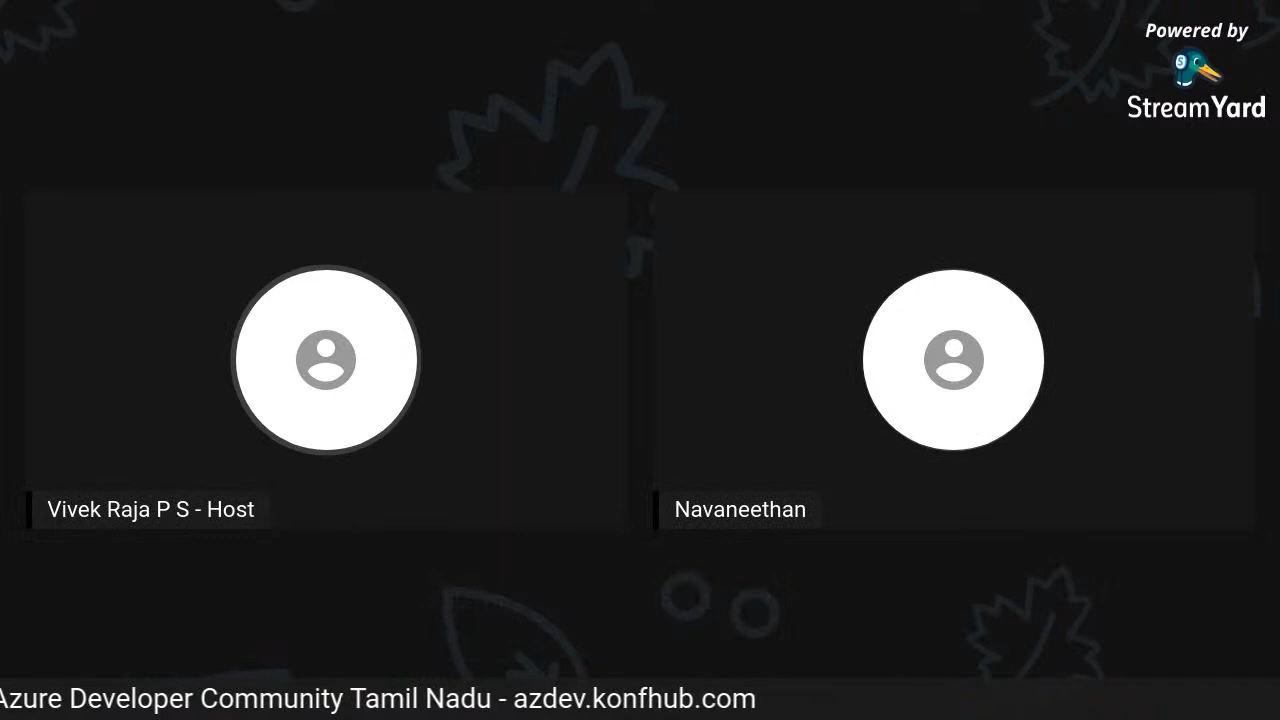 Powered by
StreamYard
Vivek Raja P S - Host
Navaneethan
Azure Developer Community Tamil Nadu - azdev.konfhub.com